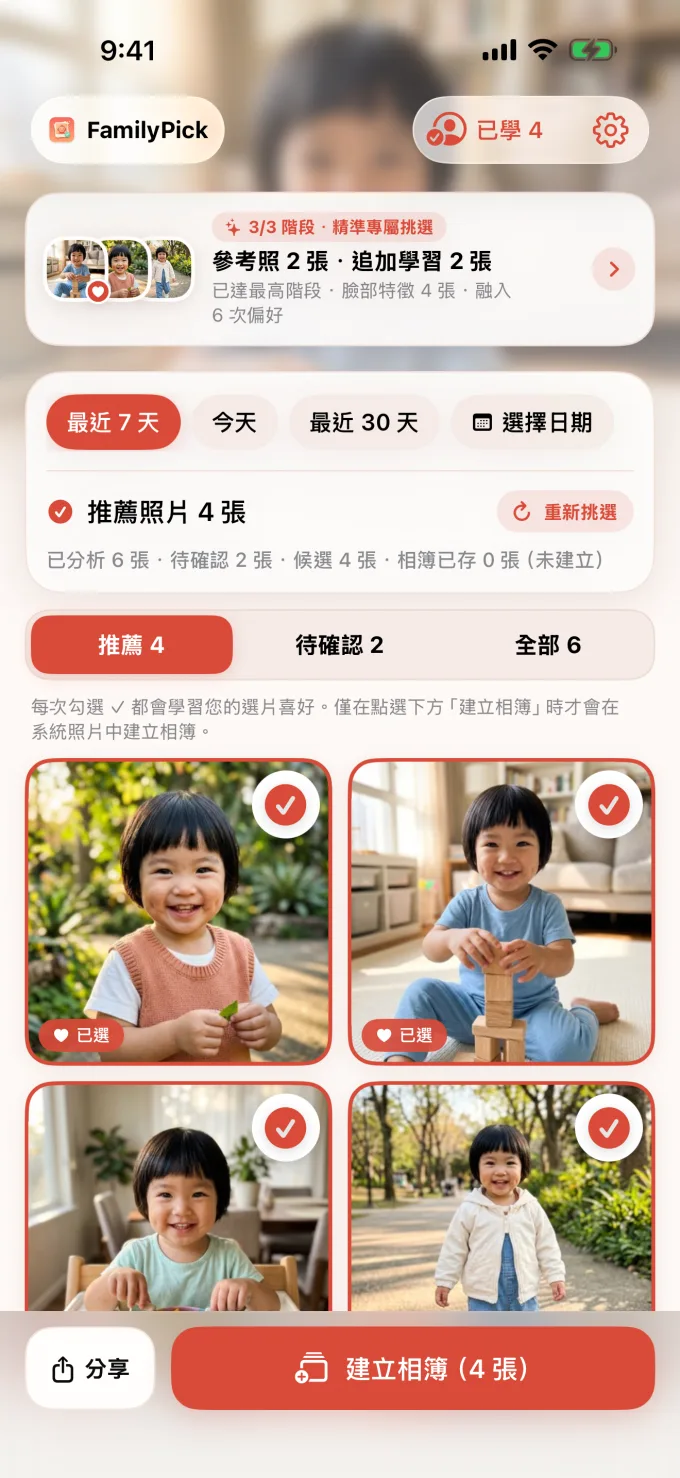 9:41
FamilyPick
已學 4
3/3 階段 · 精準專屬挑選
參考照 2 張 · 追加學習 2 張
已達最高階段 · 臉部特徵 4 張 · 融入
6 次偏好
最近 7 天
今天
最近 30 天
選擇日期
推薦照片 4 張
重新挑選
已分析 6 張 · 待確認 2 張 · 候選 4 張 · 相簿已存 0 張（未建立）
推薦 4
待確認 2
全部 6
每次勾選 ✓ 都會學習您的選片喜好。僅在點選下方「建立相簿」時才會在
系統照片中建立相簿。
已選
已選
分享
建立相簿（4 張）